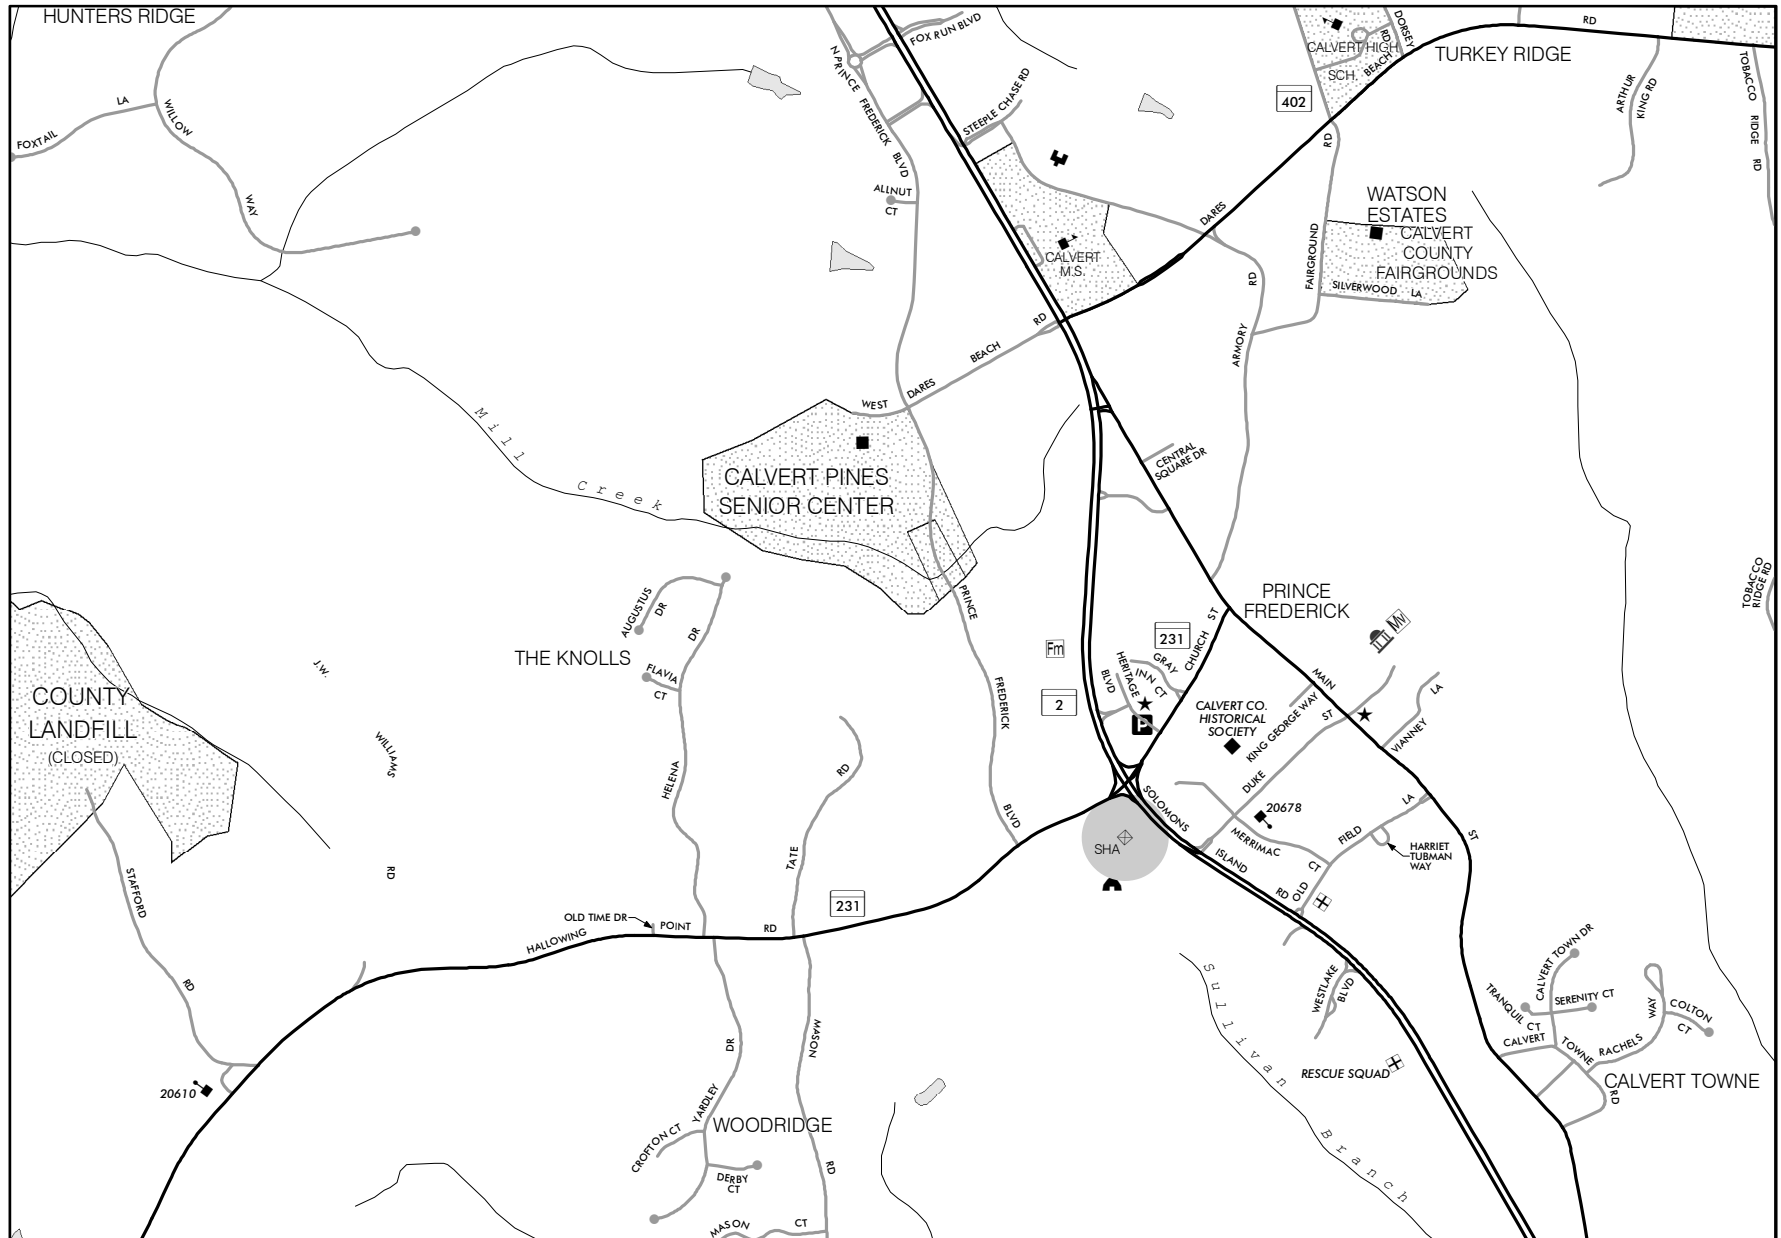 HUNTERS RIDGE
FOX RUN BLVD
N PRINCE FREDERICK BLVD
DORSEY RD
CALVERT HIGH
SCH.
BEACH
RD
TURKEY RIDGE
402
ARTHUR
KING RD
TOBACCO RIDGE RD
STEEPLE CHASE RD
FOXTAIL LA
WILLOW WAY
ALLNUT
CT
RD
WATSON
ESTATES
CALVERT
COUNTY
FAIRGROUNDS
DARES
FAIRGROUND
SILVERWOOD LA
CALVERT
M.S.
RD
ARMORY
WEST DARES BEACH RD
Mill Creek
CALVERT PINES
SENIOR CENTER
CENTRAL
SQUARE DR
PRINCE FREDERICK BLVD
AUGUSTUS
DR
DR
FLAVIA
CT
THE KNOLLS
PRINCE
FREDERICK
TOBACCO
RIDGE RD
Mv
Fm
231
2
CHURCH ST
GRAY
INN CT
HERITAGE
BLVD
P
CALVERT CO.
HISTORICAL
SOCIETY
KING GEORGE WAY
MAIN
ST
DUKE
VIANNEY LA
J.W.
WILLIAMS
RD
COUNTY
LANDFILL
(CLOSED)
HELENA
RD
TATE
SOLOMONS
ISLAND
RD
20678
MERRIMAC
CT
OLD
FIELD
LA
HARRIET
TUBMAN
WAY
ST
SHA
STAFFORD
RD
231
OLD TIME DR
HALLOWING POINT RD
Sullivan Branch
WESTLAKE
BLVD
RESCUE SQUAD
CALVERT TOWN DR
SERENITY CT
TRANQUIL
CT
CALVERT TOWNE RD
RACHELS WAY
COLTON
CT
CALVERT TOWNE
20610
DR
YARDLEY
MASON
RD
WOODRIDGE
CROFTON CT
DERBY
CT
MASON CT